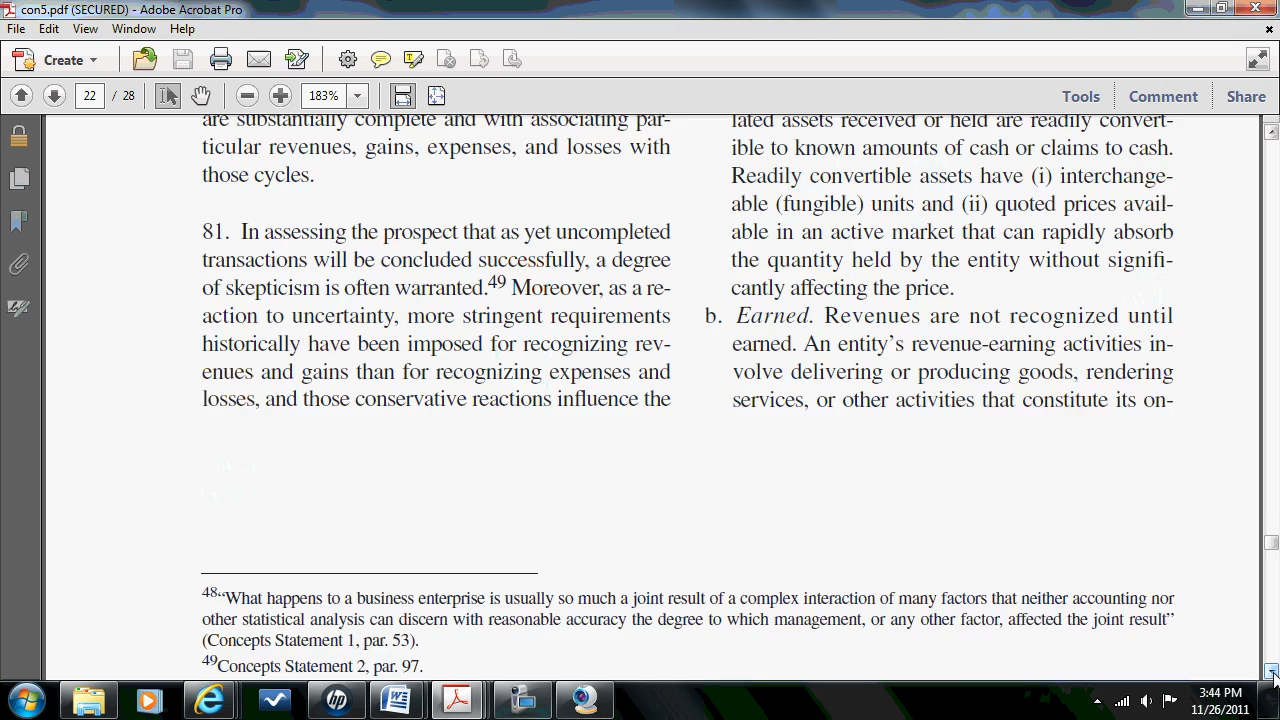 con5.pdf (SECURED) - Adobe Acrobat Pro
File Edit View Window Help
Create
22 / 28 183% Tools Comment Share
are substantially complete and with associating par-
ticular revenues, gains, expenses, and losses with
those cycles.
81. In assessing the prospect that as yet uncompleted
transactions will be concluded successfully, a degree
of skepticism is often warranted.49 Moreover, as a re-
action to uncertainty, more stringent requirements
historically have been imposed for recognizing rev-
enues and gains than for recognizing expenses and
losses, and those conservative reactions influence the
lated assets received or held are readily convert-
ible to known amounts of cash or claims to cash.
Readily convertible assets have (i) interchange-
able (fungible) units and (ii) quoted prices avail-
able in an active market that can rapidly absorb
the quantity held by the entity without signifi-
cantly affecting the price.
b. Earned. Revenues are not recognized until
earned. An entity's revenue-earning activities in-
volve delivering or producing goods, rendering
services, or other activities that constitute its on-
48“What happens to a business enterprise is usually so much a joint result of a complex interaction of many factors that neither accounting nor
other statistical analysis can discern with reasonable accuracy the degree to which management, or any other factor, affected the joint result”
(Concepts Statement 1, par. 53).
49Concepts Statement 2, par. 97.
3:44 PM
11/26/2011